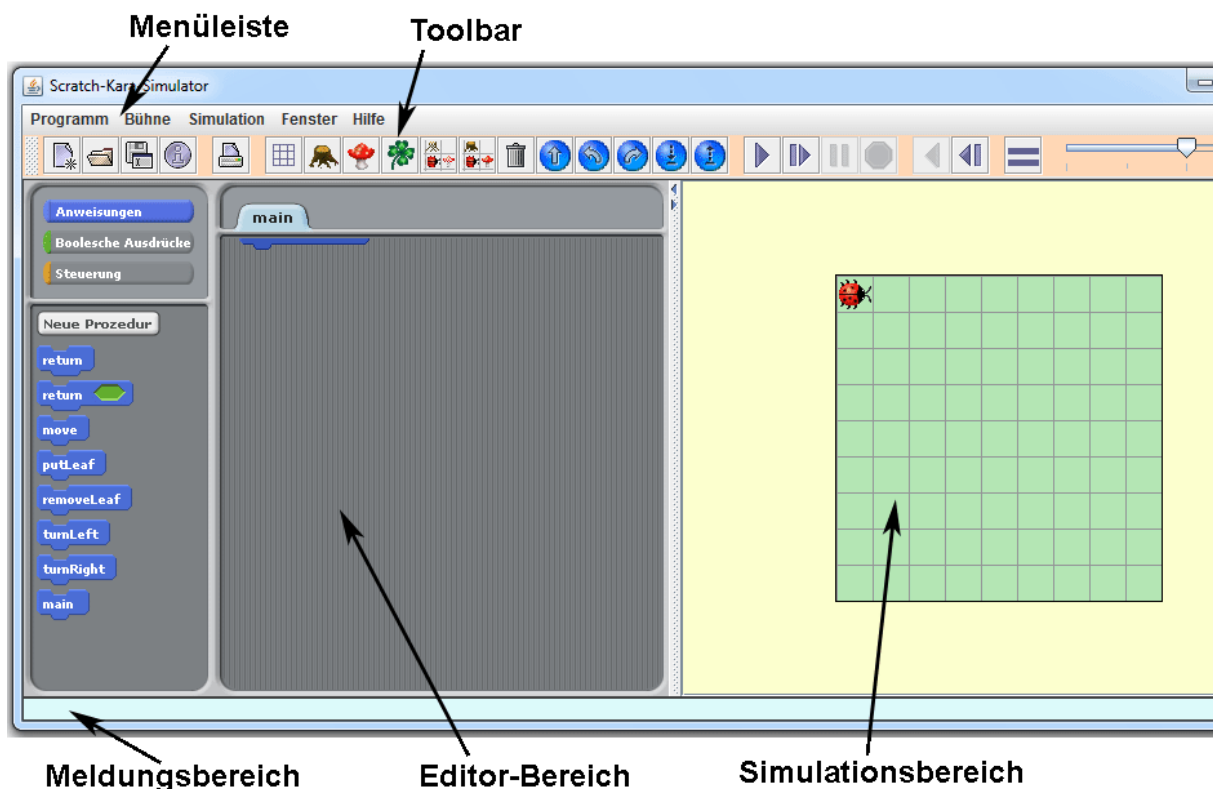 Menüleiste
Toolbar
Scratch-Kara-Simulator
Programm Bühne Simulation Fenster Hilfe
Anweisungen
Boolesche Ausdrücke
Steuerung
main
Neue Prozedur
return
return
move
putLeaf
removeLeaf
turnLeft
turnRight
main
Meldungsbereich
Editor-Bereich
Simulationsbereich